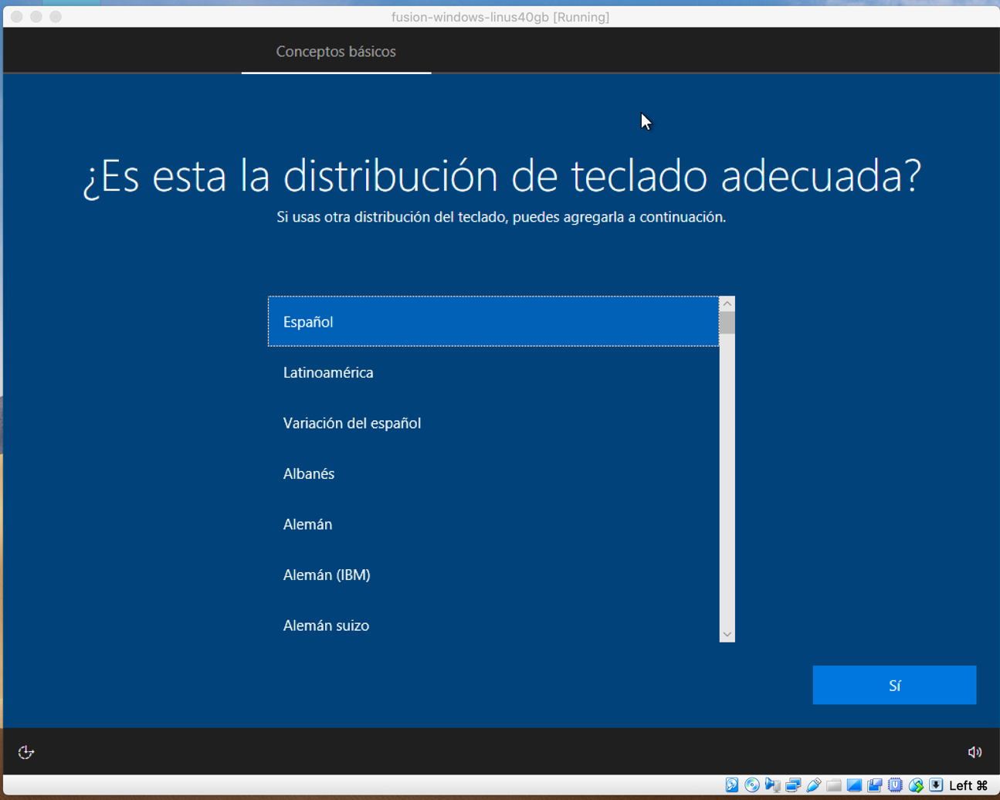 fusion-windows-linus40gb [Running]
Conceptos básicos
¿Es esta la distribución de teclado adecuada?
Si usas otra distribución del teclado, puedes agregarla a continuación.
Español
Latinoamérica
Variación del español
Albanés
Alemán
Alemán (IBM)
Alemán suizo
Sí
Left ⌘